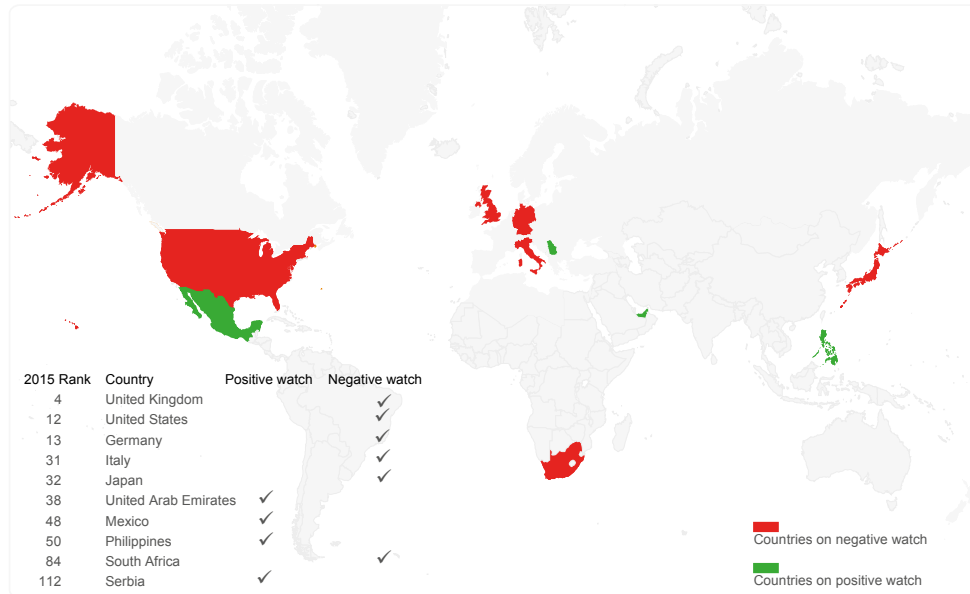 2015 Rank Country Positive watch Negative watch
4 United Kingdom ✓
12 United States ✓
13 Germany ✓
31 Italy ✓
32 Japan ✓
38 United Arab Emirates ✓
48 Mexico ✓
50 Philippines ✓
84 South Africa ✓
112 Serbia ✓
Countries on negative watch
Countries on positive watch